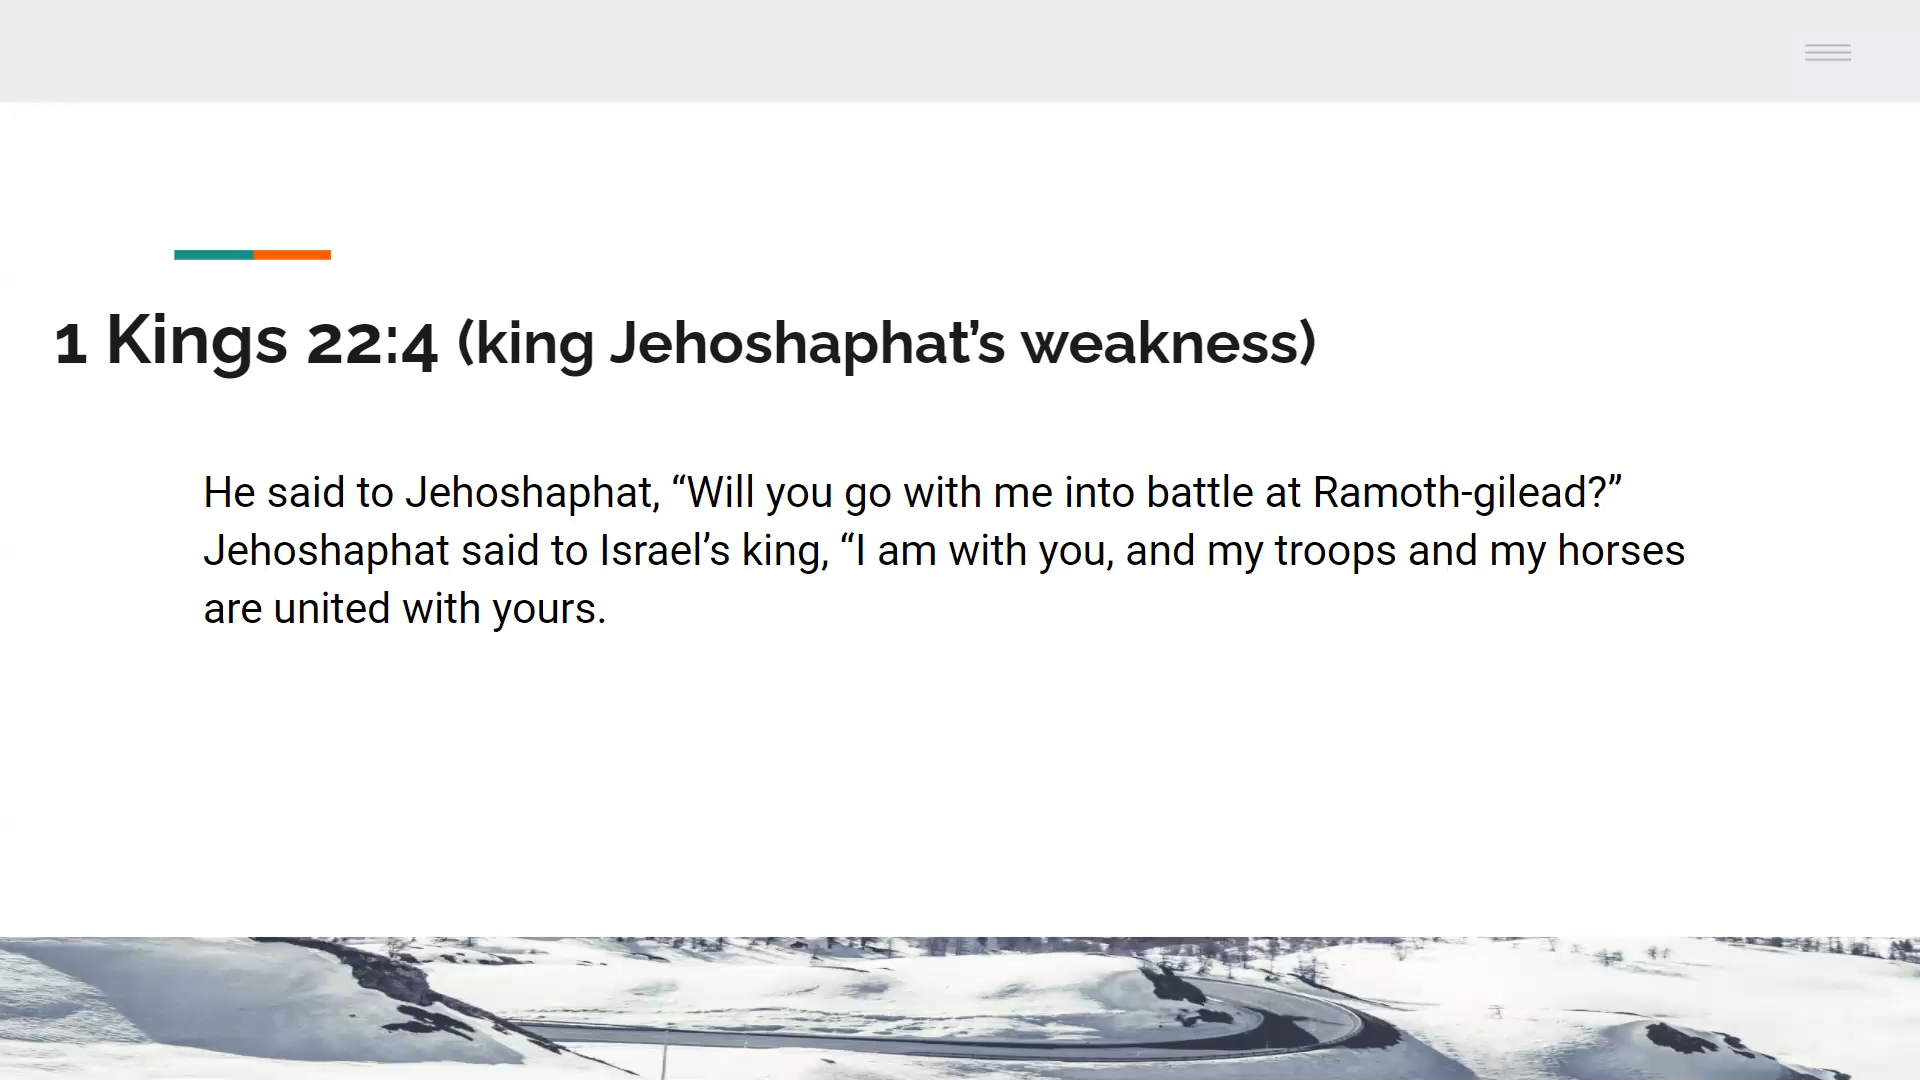 1 Kings 22:4 (king Jehoshaphat’s weakness)
He said to Jehoshaphat, “Will you go with me into battle at Ramoth-gilead?”
Jehoshaphat said to Israel’s king, “I am with you, and my troops and my horses
are united with yours.